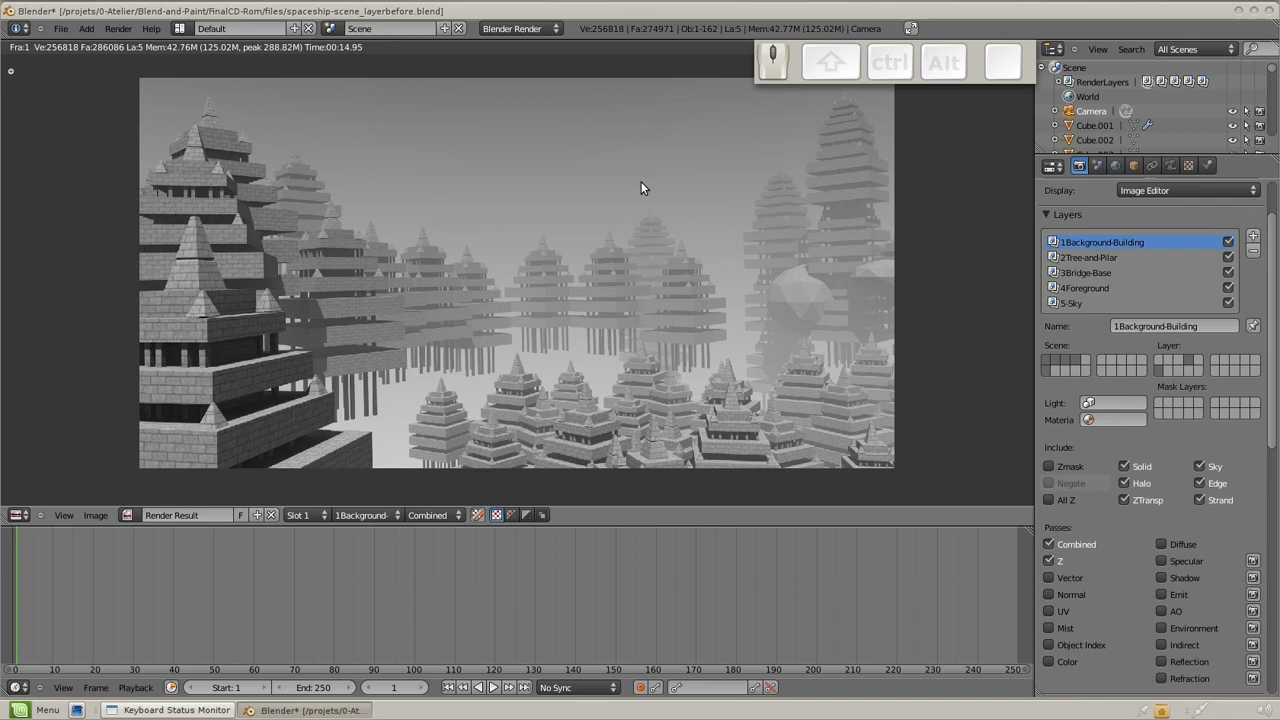 Blender* [/projets/0-Atelier/Blend-and-Paint/FinalCD-Rom/files/spaceship-scene_layerbefore.blend]
File Add Render Window Help Default Scene Blender Render Ve:256818 | Fa:274971 | Ob:1-162 | La:5 | Mem:42.77M (125.02M) | Camera
Fra:1 Ve:256818 Fa:286086 La:5 Mem:42.76M (125.02M, peak 288.82M) Time:00:14.95
ctrl Alt
View Search All Scenes
Scene
RenderLayers
World
Camera
Cube.001
Cube.002
Display: Image Editor
Layers
1Background-Building
2Tree-and-Pilar
3Bridge-Base
4Foreground
5-Sky
Name: 1Background-Building
Scene: Layer:
Mask Layers:
Light:
Materia
Include:
Zmask Solid Sky
Negate Halo Edge
All Z ZTransp Strand
Passes:
Combined Diffuse
Z Specular
Vector Shadow
Normal Emit
UV AO
Mist Environment
Object Index Indirect
Color Reflection
Refraction
View Image Render Result F Slot 1 1Background- Combined
0 10 20 30 40 50 60 70 80 90 100 110 120 130 140 150 160 170 180 190 200 210 220 230 240 250
View Frame Playback Start: 1 End: 250 1 No Sync
Menu Keyboard Status Monitor Blender* [/projets/0-At...